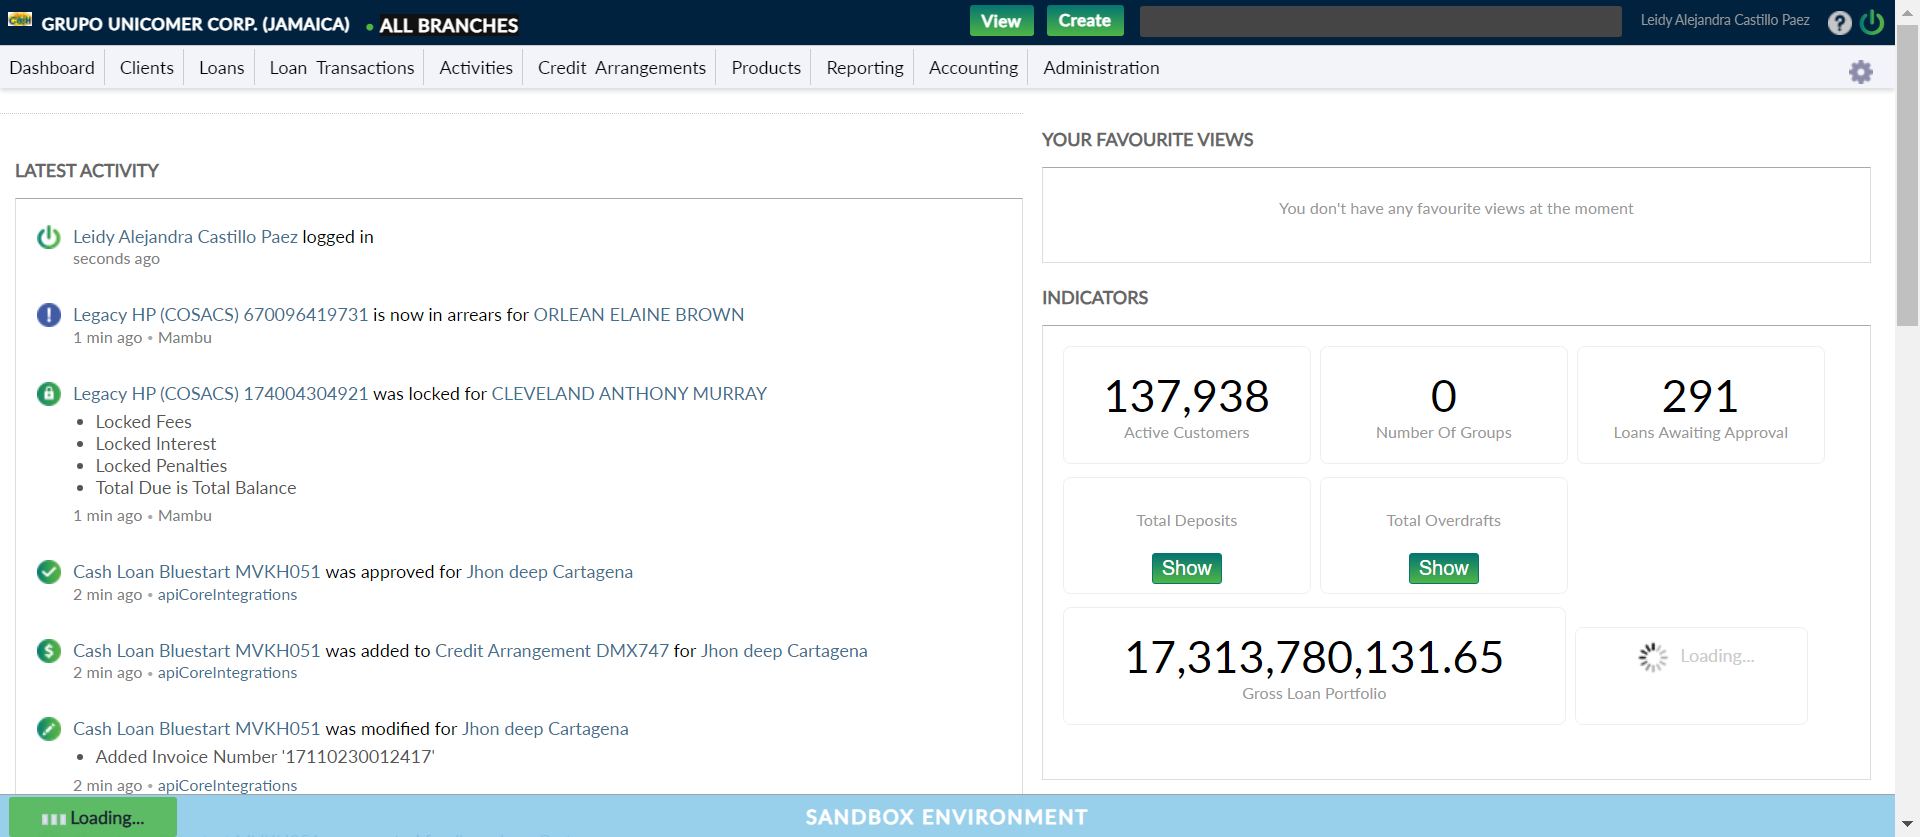 GRUPO UNICOMER CORP. (JAMAICA) • ALL BRANCHES
View
Create
Leidy Alejandra Castillo Paez
?
Dashboard
Clients
Loans
Loan Transactions
Activities
Credit Arrangements
Products
Reporting
Accounting
Administration
LATEST ACTIVITY
Leidy Alejandra Castillo Paez logged in
seconds ago
Legacy HP (COSACS) 670096419731 is now in arrears for ORLEAN ELAINE BROWN
1 min ago • Mambu
Legacy HP (COSACS) 174004304921 was locked for CLEVELAND ANTHONY MURRAY
• Locked Fees
• Locked Interest
• Locked Penalties
• Total Due is Total Balance
1 min ago • Mambu
Cash Loan Bluestart MVKH051 was approved for Jhon deep Cartagena
2 min ago • apiCoreIntegrations
Cash Loan Bluestart MVKH051 was added to Credit Arrangement DMX747 for Jhon deep Cartagena
2 min ago • apiCoreIntegrations
Cash Loan Bluestart MVKH051 was modified for Jhon deep Cartagena
• Added Invoice Number '17110230012417'
2 min ago • apiCoreIntegrations
YOUR FAVOURITE VIEWS
You don't have any favourite views at the moment
INDICATORS
137,938
Active Customers
0
Number Of Groups
291
Loans Awaiting Approval
Total Deposits
Show
Total Overdrafts
Show
17,313,780,131.65
Gross Loan Portfolio
Loading...
Loading...
SANDBOX ENVIRONMENT